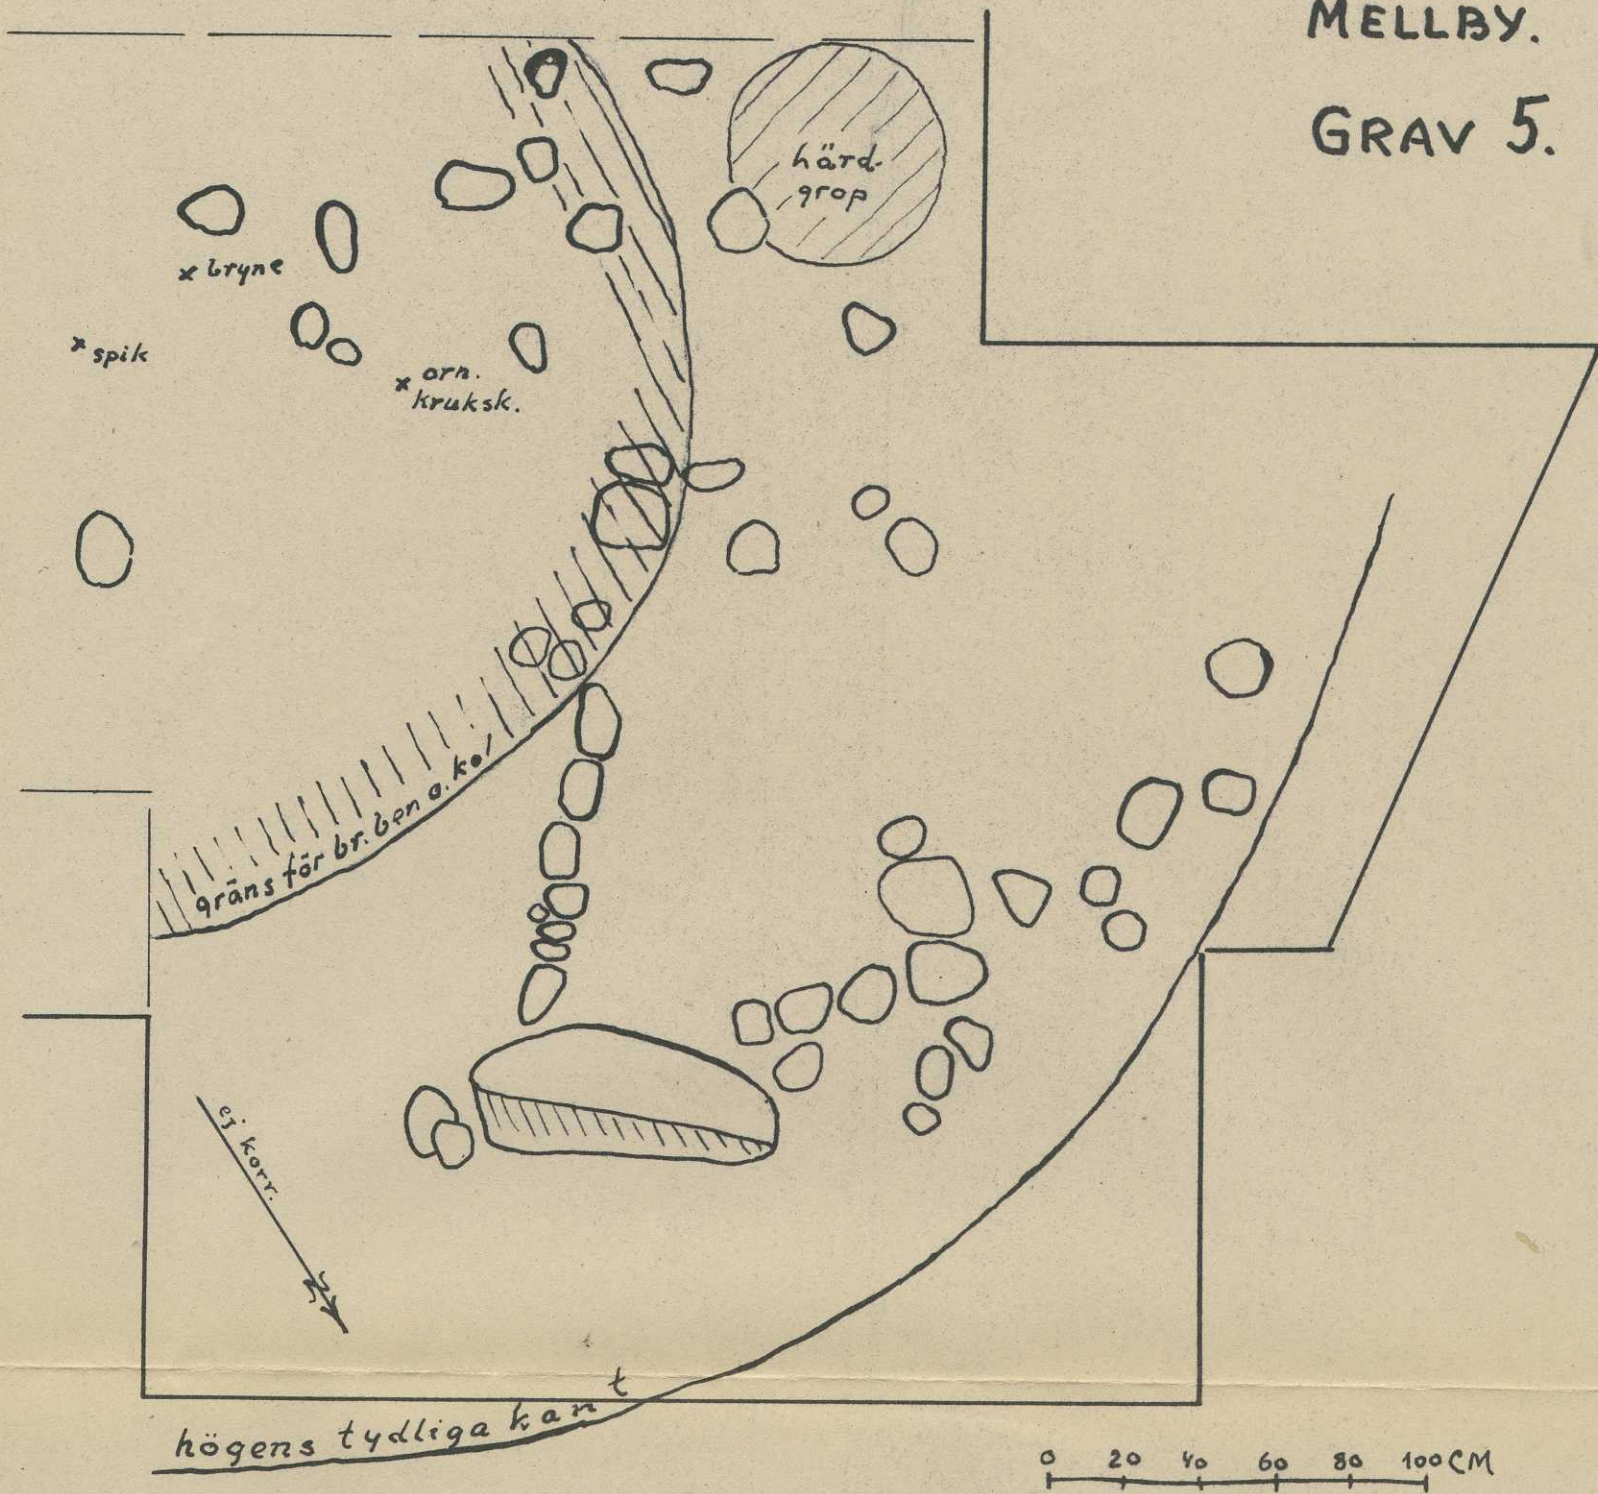 MELLBY.
GRAV 5.
härd-
grop
x bryne
x spik
x orn.
kruksk.
gräns för br. ben o. kol
ej korr.
N
högens tydliga kant
0 20 40 60 80 100 CM